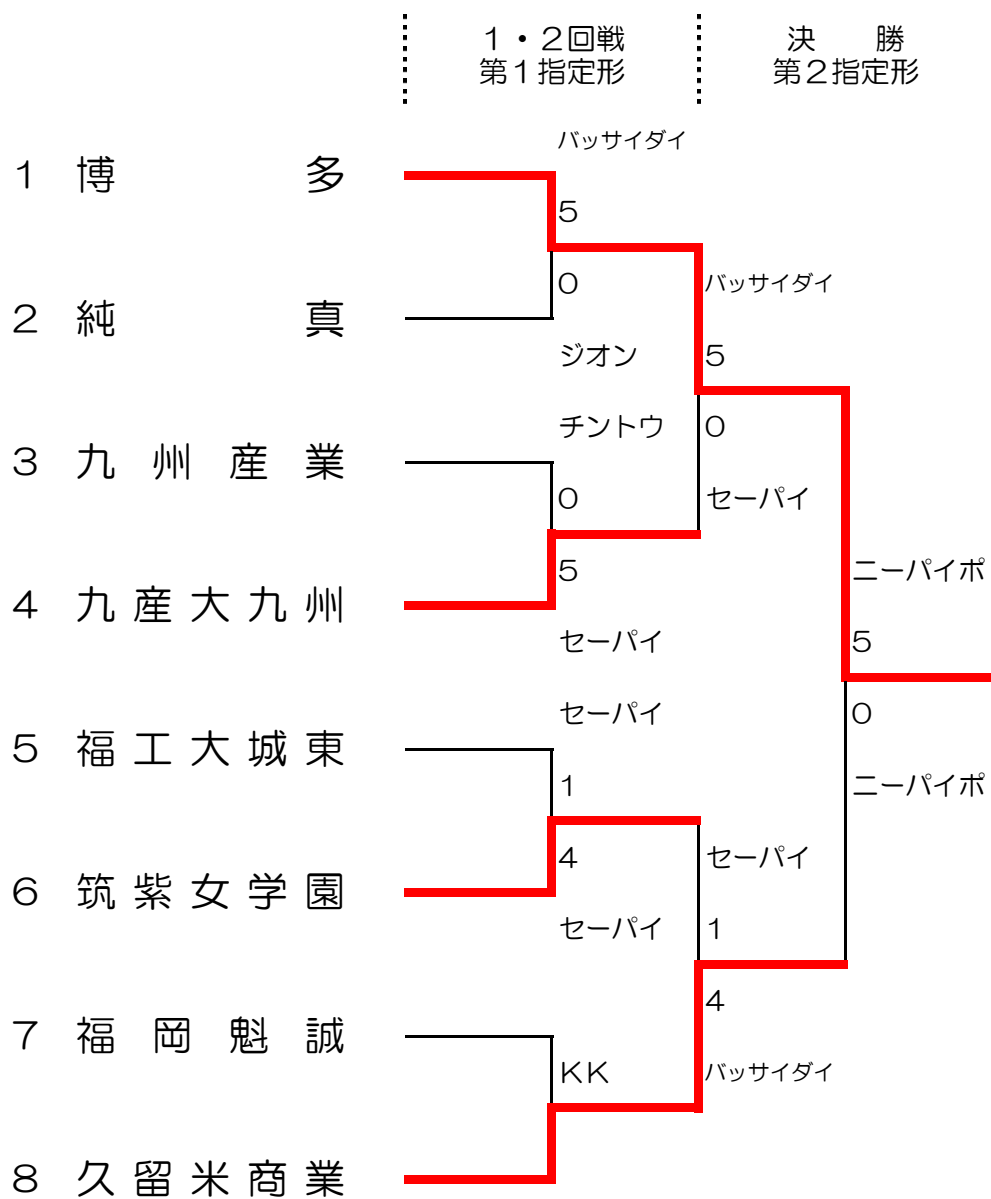 １・２回戦
第１指定形
決　　勝
第２指定形
バッサイダイ
１ 博　　　多
５
０
バッサイダイ
２ 純　　　真
ジオン
５
チントウ
０
３ 九 州 産 業
０
セーパイ
５
ニーパイポ
４ 九産大九州
セーパイ
５
セーパイ
０
５ 福工大城東
１
ニーパイポ
４
セーパイ
６ 筑紫女学園
セーパイ
１
４
７ 福 岡 魁 誠
ＫＫ
バッサイダイ
８ 久留米商業